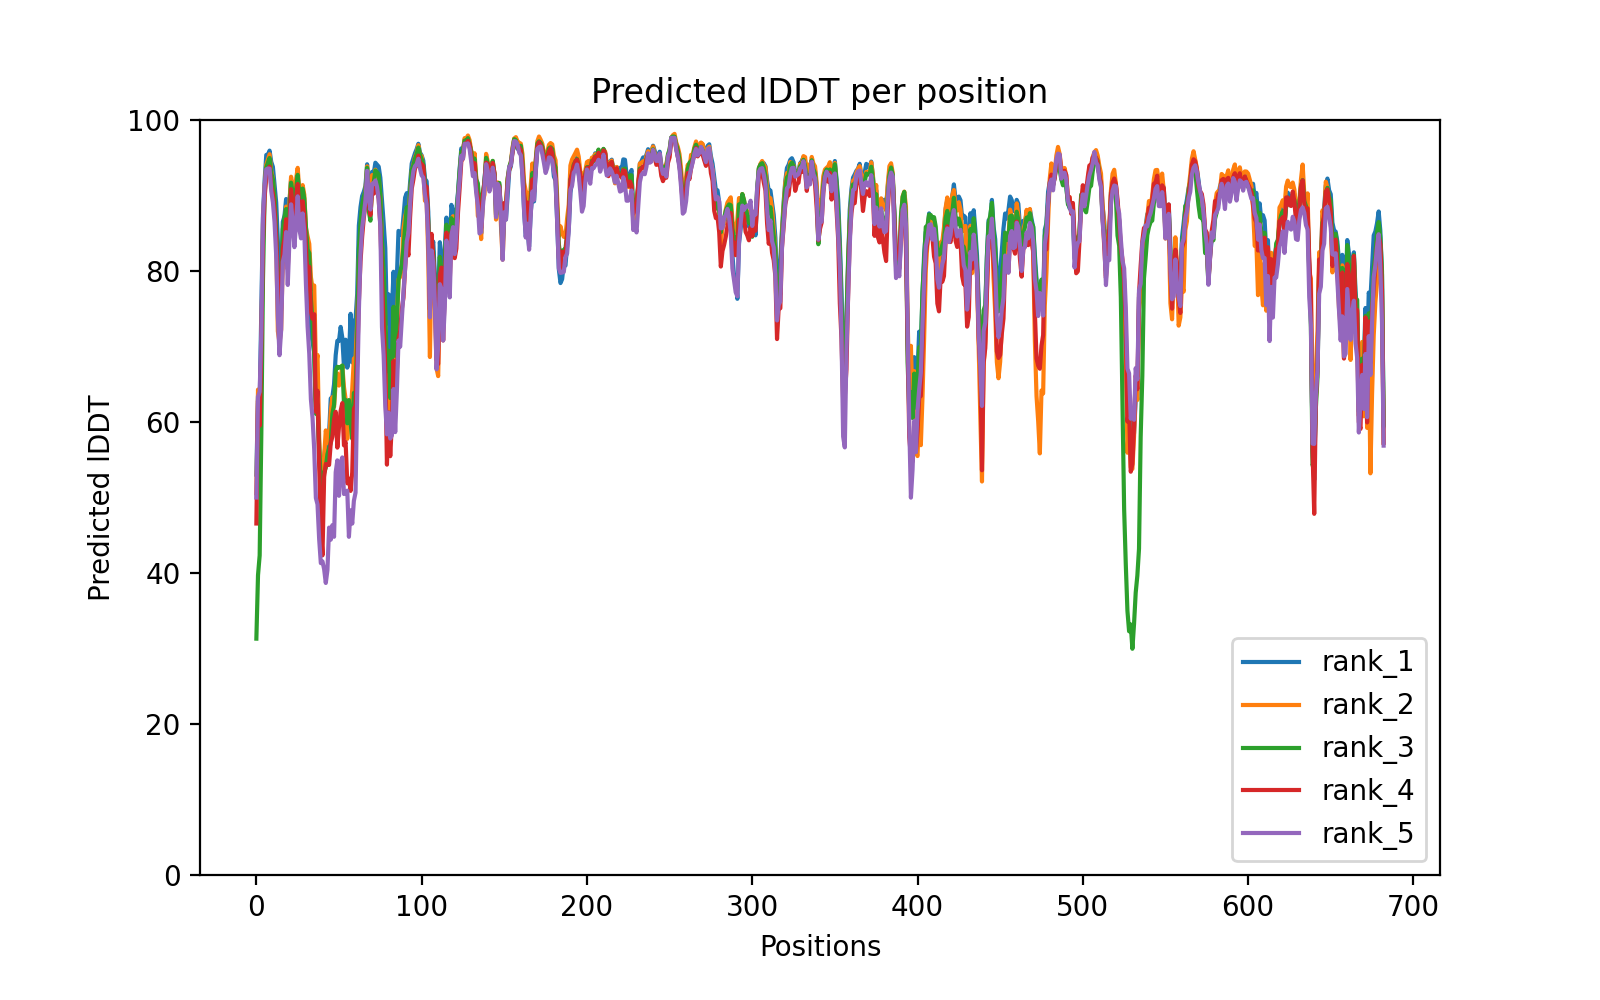 Predicted lDDT per position
100
80
60
40
20
0
Predicted lDDT
0 100 200 300 400 500 600 700
Positions
rank_1
rank_2
rank_3
rank_4
rank_5